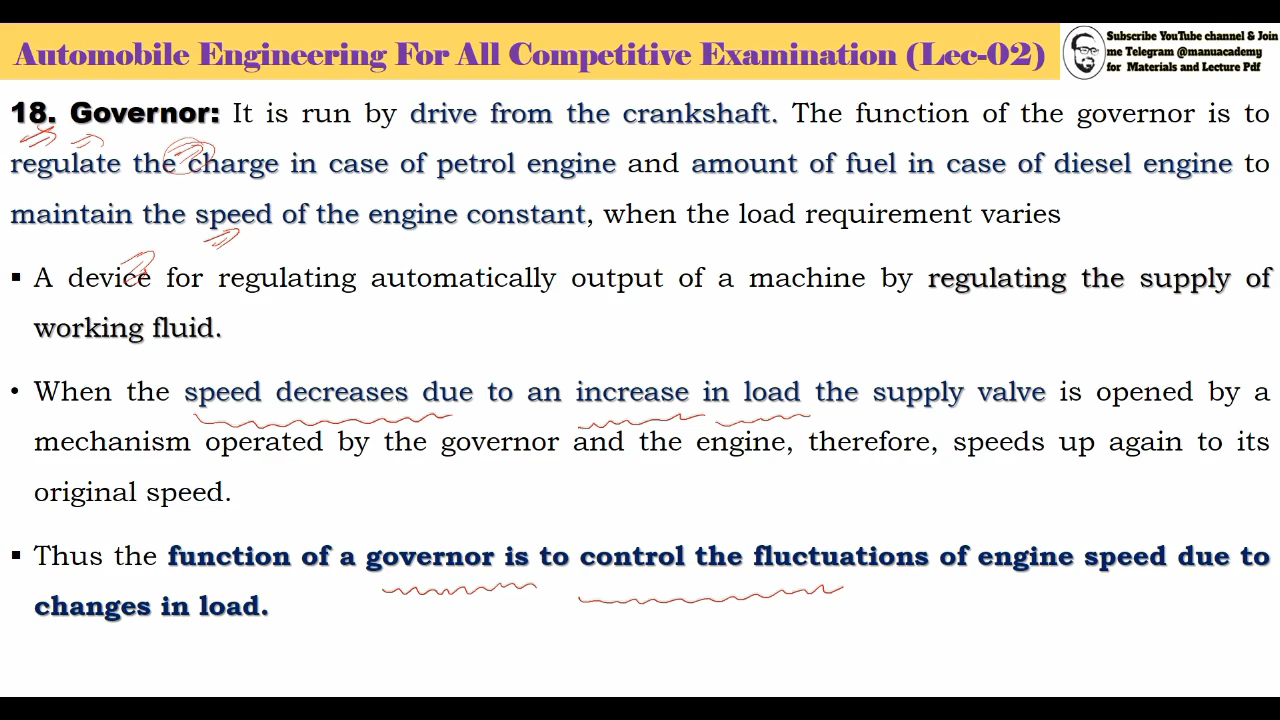 Automobile Engineering For All Competitive Examination (Lec-02)
Subscribe YouTube channel & Join
me Telegram @manuacademy
for Materials and Lecture Pdf
18. Governor: It is run by drive from the crankshaft. The function of the governor is to
regulate the charge in case of petrol engine and amount of fuel in case of diesel engine to
maintain the speed of the engine constant, when the load requirement varies
▪ A device for regulating automatically output of a machine by regulating the supply of
working fluid.
• When the speed decreases due to an increase in load the supply valve is opened by a
mechanism operated by the governor and the engine, therefore, speeds up again to its
original speed.
▪ Thus the function of a governor is to control the fluctuations of engine speed due to
changes in load.